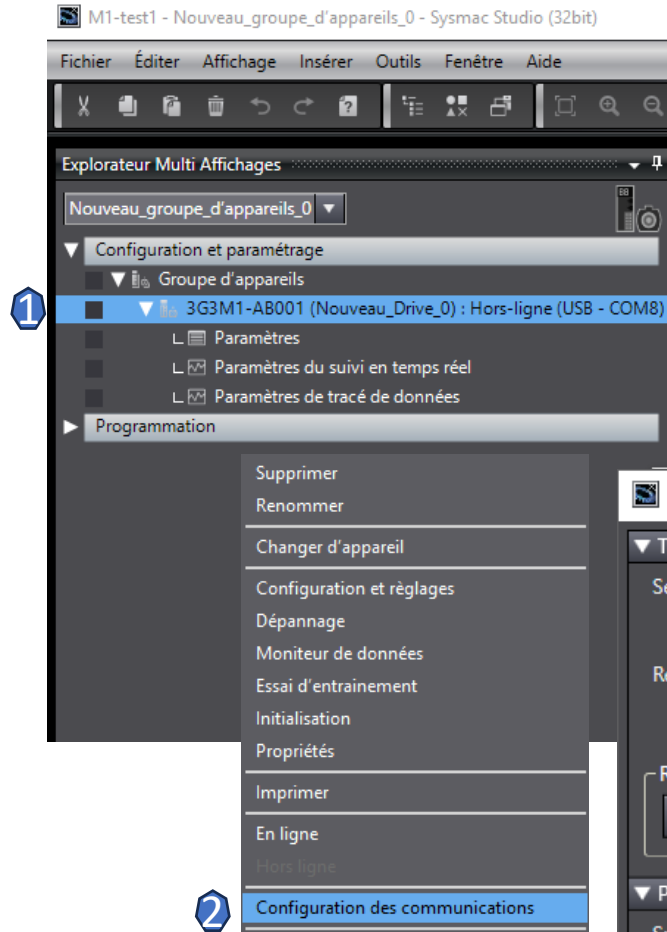 M1-test1 - Nouveau_groupe_d'appareils_0 - Sysmac Studio (32bit)
Fichier Éditer Affichage Insérer Outils Fenêtre Aide
Explorateur Multi Affichages
Nouveau_groupe_d'appareils_0
Configuration et paramétrage
Groupe d'appareils
1
3G3M1-AB001 (Nouveau_Drive_0) : Hors-ligne (USB - COM8)
Paramètres
Paramètres du suivi en temps réel
Paramètres de tracé de données
Programmation
Supprimer
Renommer
Changer d'appareil
Configuration et règlages
Dépannage
Moniteur de données
Essai d'entrainement
Initialisation
Propriétés
Imprimer
En ligne
Hors ligne
2
Configuration des communications